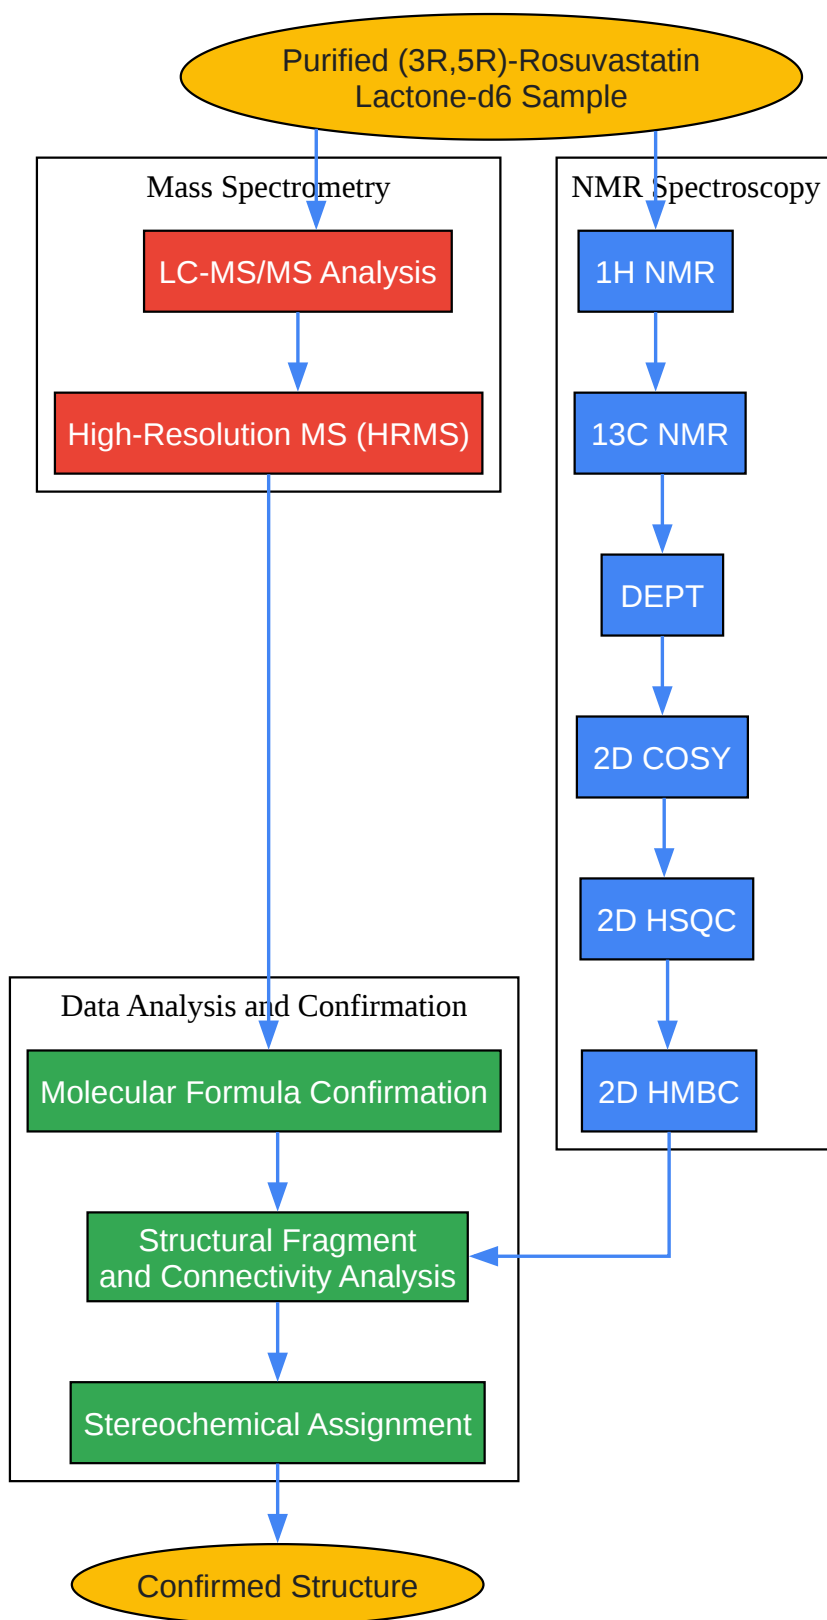 Purified (3R,5R)-Rosuvastatin
Lactone-d6 Sample
Mass Spectrometry
LC-MS/MS Analysis
High-Resolution MS (HRMS)
NMR Spectroscopy
1H NMR
13C NMR
DEPT
2D COSY
2D HSQC
2D HMBC
Data Analysis and Confirmation
Molecular Formula Confirmation
Structural Fragment
and Connectivity Analysis
Stereochemical Assignment
Confirmed Structure